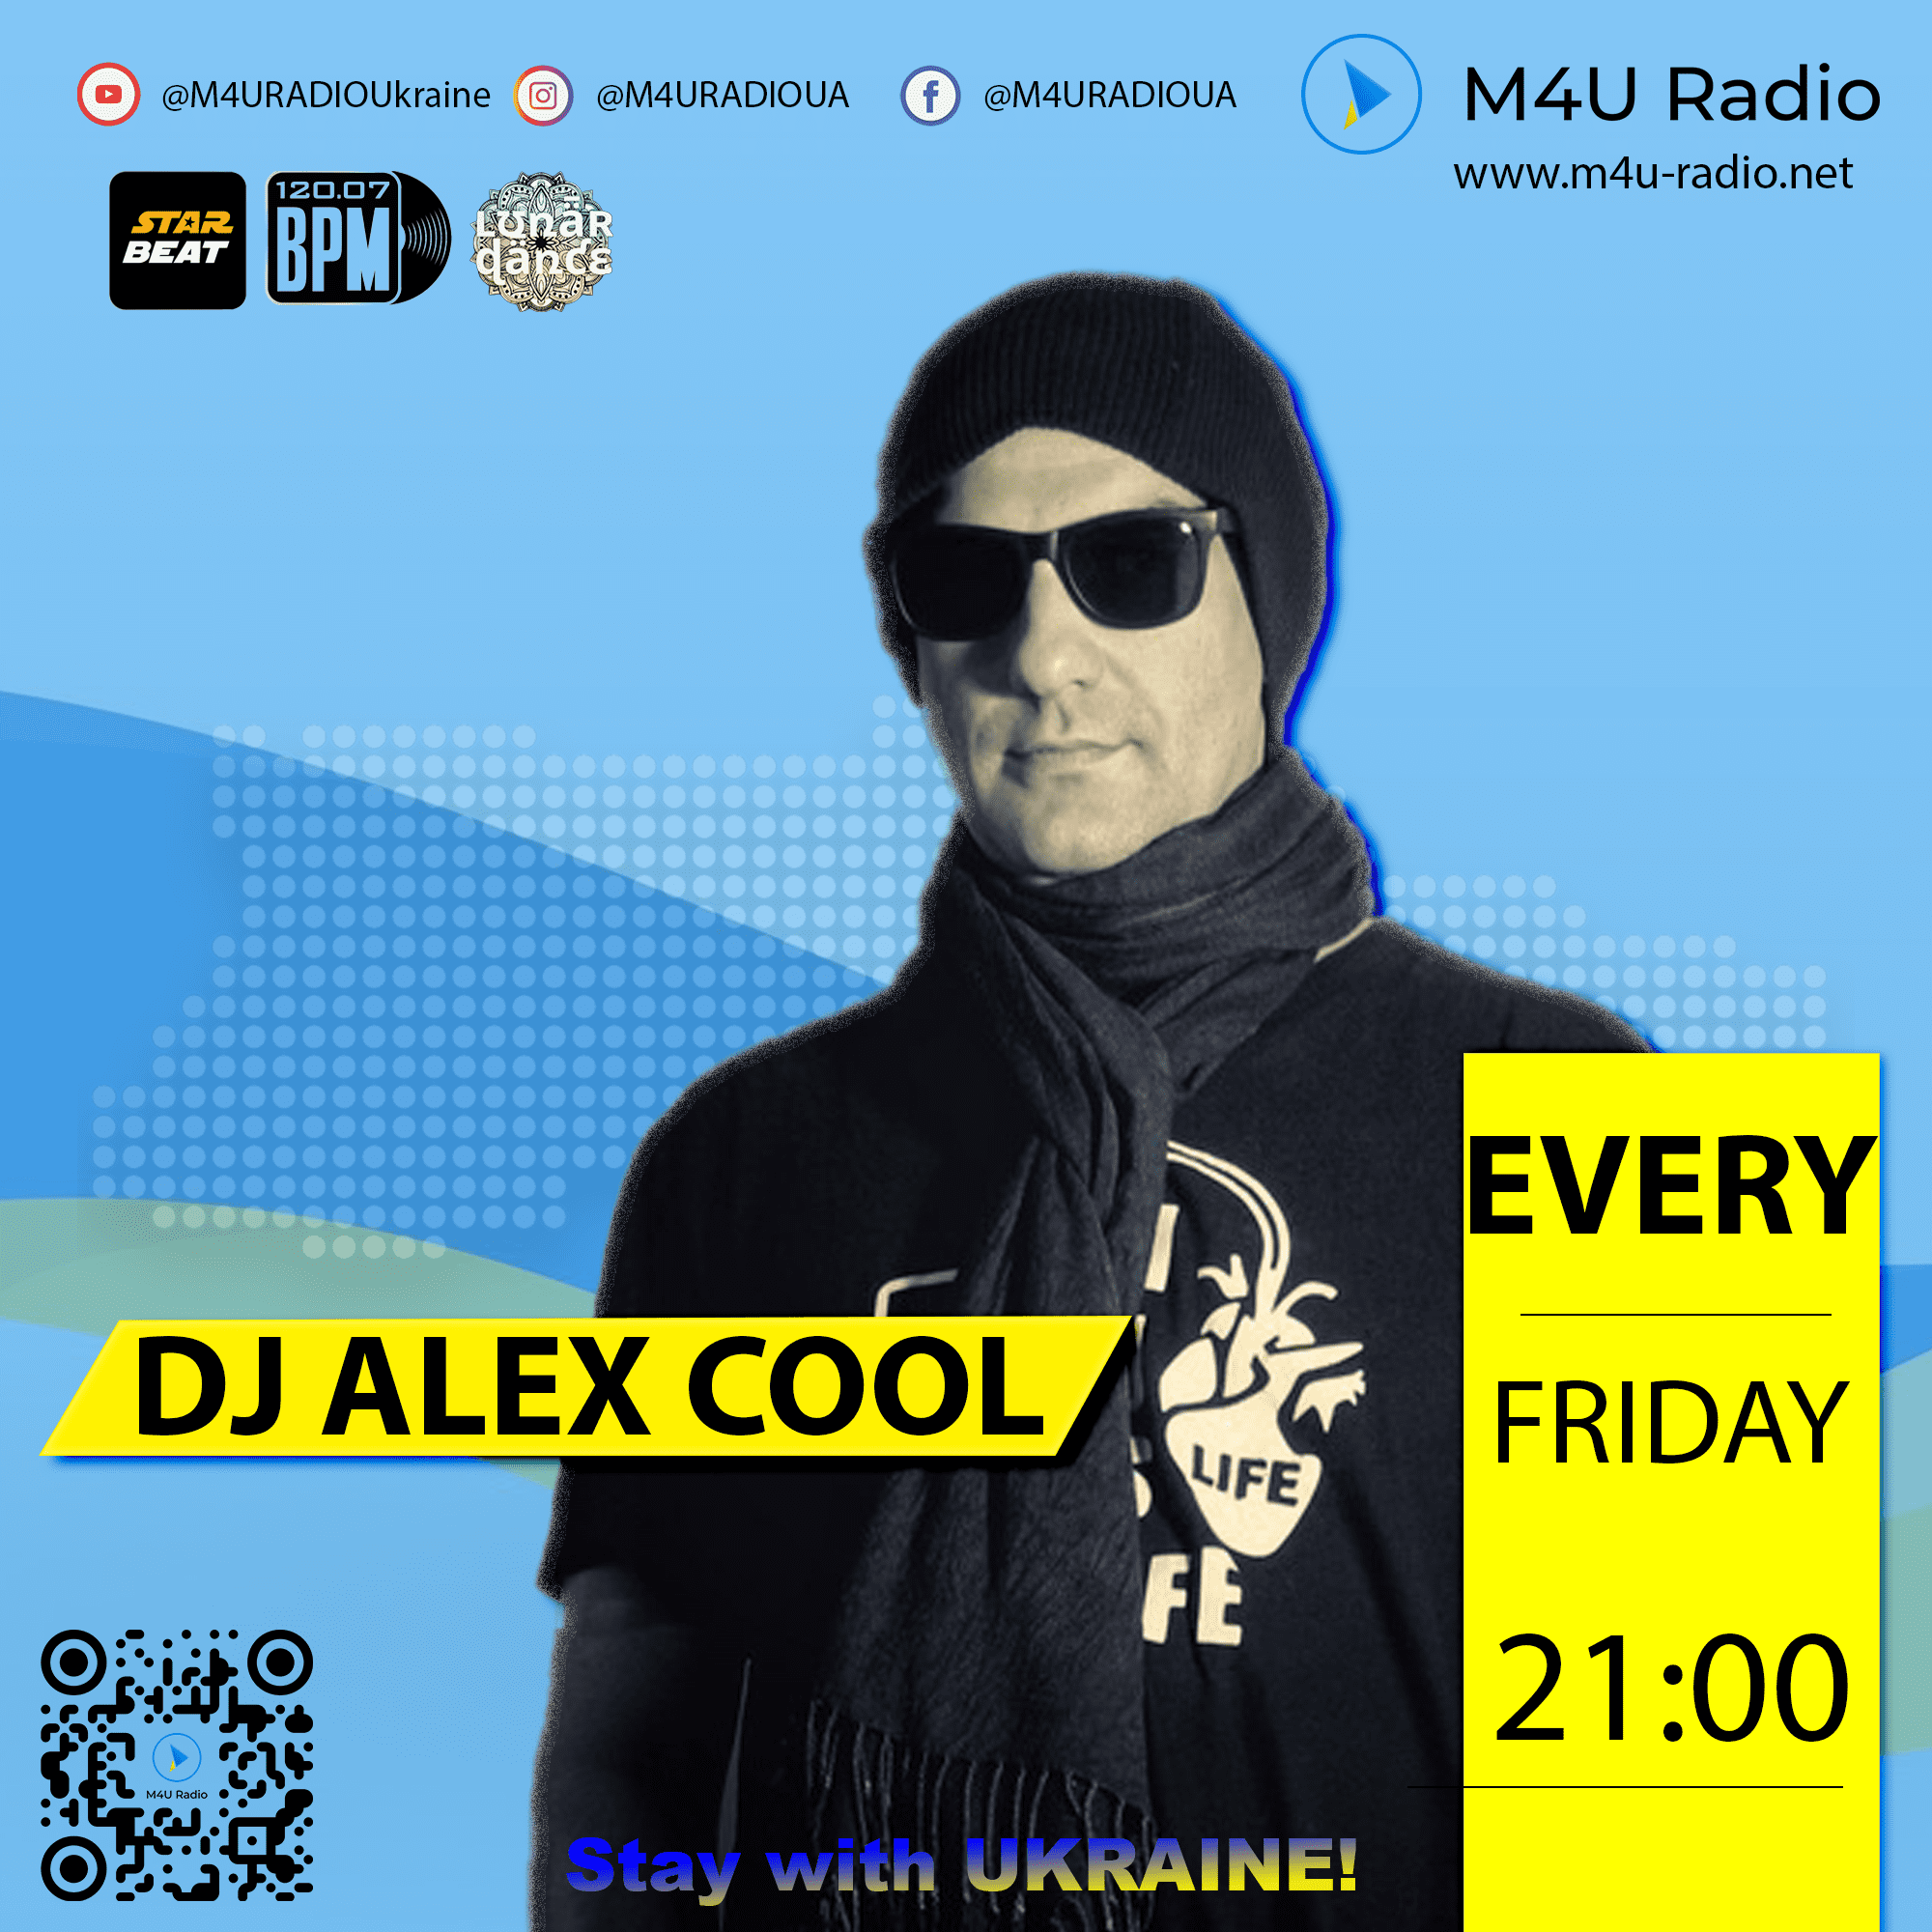 @M4URADIOUkraine
@M4URADIOUA
@M4URADIOUA
M4U Radio
www.m4u-radio.net
STAR
BEAT
120.07
BPM
LUNAR
dance
EVERY
FRIDAY
21:00
DJ ALEX COOL
LIFE
FE
M4U Radio
Stay with UKRAINE!